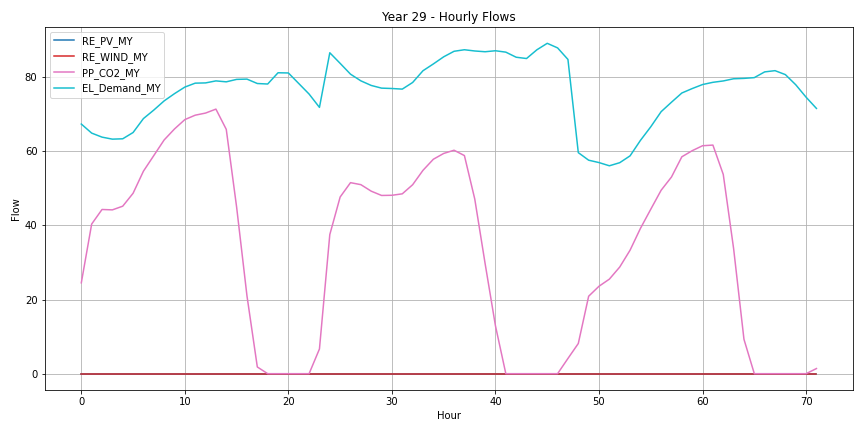 Year 29 - Hourly Flows
RE_PV_MY
RE_WIND_MY
PP_CO2_MY
EL_Demand_MY
80
60
40
20
0
Flow
0 10 20 30 40 50 60 70
Hour